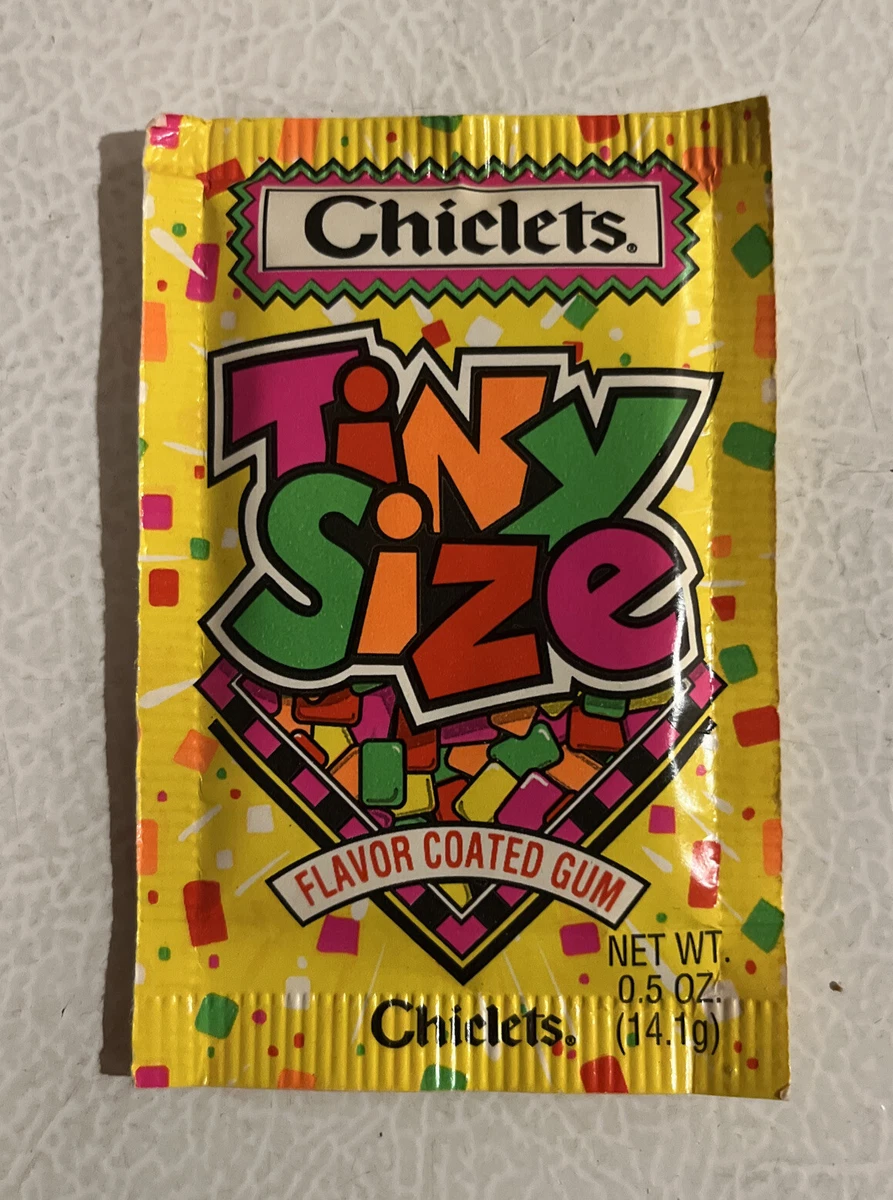 Chiclets®
TiNy
SiZe
FLAVOR COATED GUM
NET WT.
0.5 OZ.
(14.1g)
Chiclets®